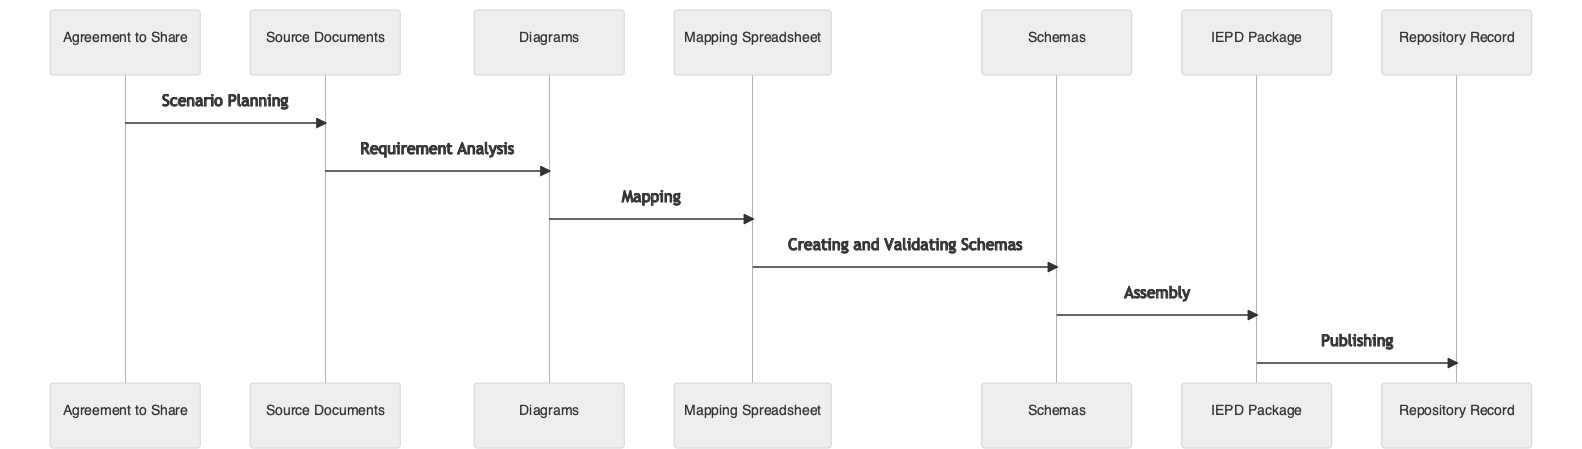 Agreement to Share
Source Documents
Diagrams
Mapping Spreadsheet
Schemas
IEPD Package
Repository Record
Scenario Planning
Requirement Analysis
Mapping
Creating and Validating Schemas
Assembly
Publishing
Agreement to Share
Source Documents
Diagrams
Mapping Spreadsheet
Schemas
IEPD Package
Repository Record